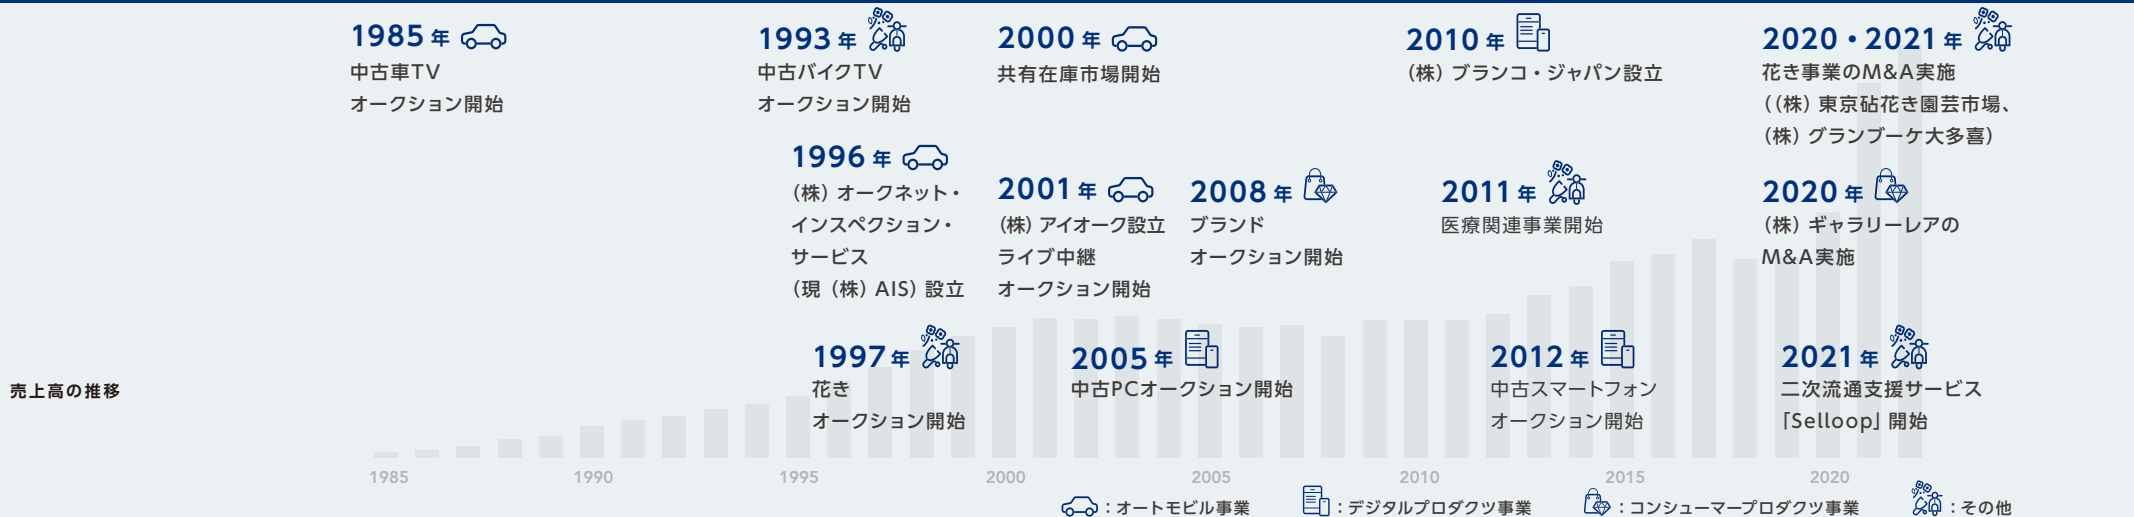 1985年
中古車TV
オークション開始
1993年
中古バイクTV
オークション開始
1996年
(株)オークネット・
インスペクション・
サービス
(現(株)AIS)設立
1997年
花き
オークション開始
2000年
共有在庫市場開始
2001年
(株)アイオーク設立
ライブ中継
オークション開始
2005年
中古PCオークション開始
2008年
ブランド
オークション開始
2010年
(株)ブランコ・ジャパン設立
2011年
医療関連事業開始
2012年
中古スマートフォン
オークション開始
2020・2021年
花き事業のM&A実施
((株)東京砧花き園芸市場、
(株)グランブーケ大多喜)
2020年
(株)ギャラリーレアの
M&A実施
2021年
二次流通支援サービス
「Selloop」開始
売上高の推移
1985
1990
1995
2000
2005
2010
2015
2020
：オートモビル事業
：デジタルプロダクツ事業
：コンシューマープロダクツ事業
：その他